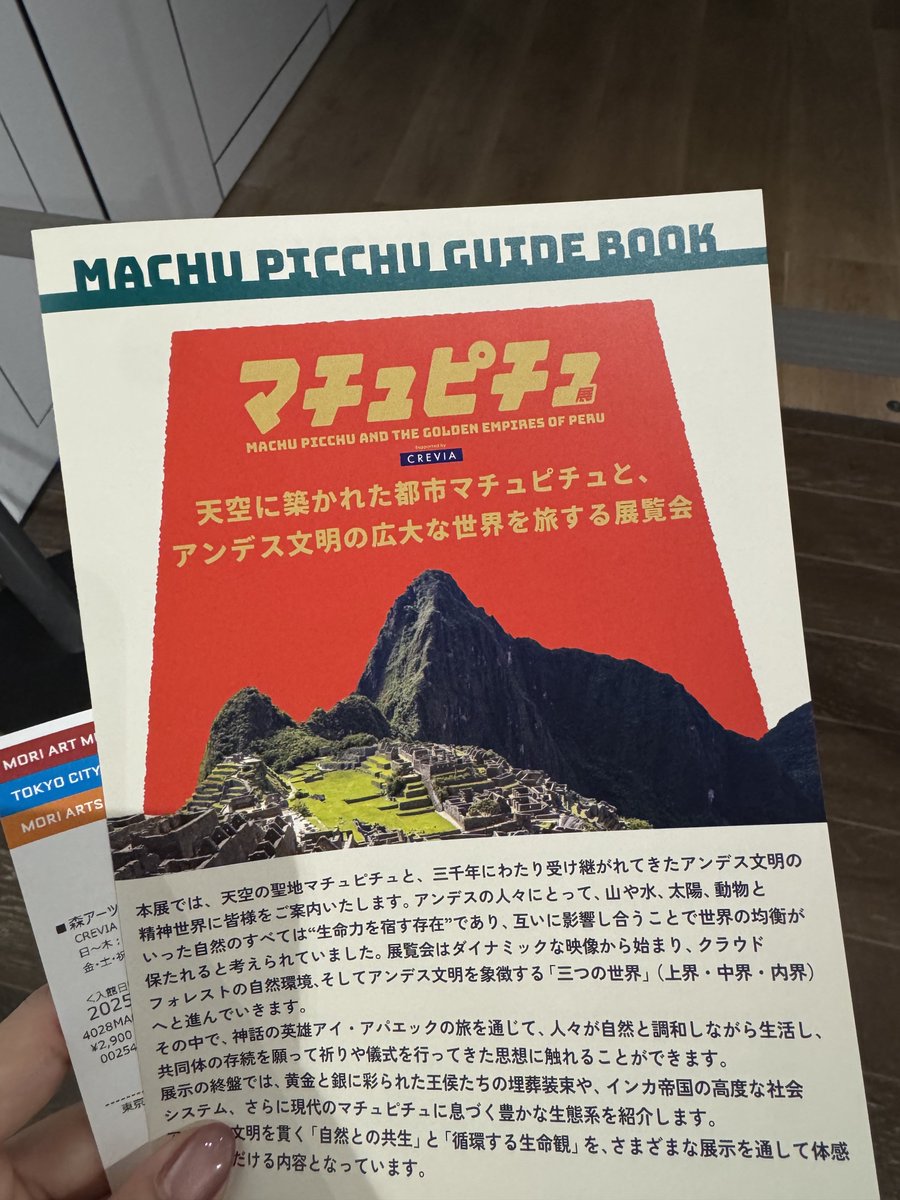 MACHU PICCHU GUIDE BOOK
マチュピチュ展
MACHU PICCHU AND THE GOLDEN EMPIRES OF PERU
Supported by
CREVIA
天空に築かれた都市マチュピチュと、
アンデス文明の広大な世界を旅する展覧会
本展では、天空の聖地マチュピチュと、三千年にわたり受け継がれてきたアンデス文明の
精神世界に皆様をご案内いたします。アンデスの人々にとって、山や水、太陽、動物と
いった自然のすべては“生命力を宿す存在”であり、互いに影響し合うことで世界の均衡が
保たれると考えられていました。展覧会はダイナミックな映像から始まり、クラウド
フォレストの自然環境、そしてアンデス文明を象徴する「三つの世界」（上界・中界・内界）
へと進んでいきます。
その中で、神話の英雄アイ・アパエックの旅を通じて、人々が自然と調和しながら生活し、
共同体の存続を願って祈りや儀式を行ってきた思想に触れることができます。
展示の終盤では、黄金と銀に彩られた王侯たちの埋葬装束や、インカ帝国の高度な社会
システム、さらに現代のマチュピチュに息づく豊かな生態系を紹介します。
文明を貫く「自然との共生」と「循環する生命観」を、さまざまな展示を通して体感
だける内容となっています。
MORI ART M
TOKYO CITY
MORI ARTS
■森アーツ
CREVIA
日～木：
金・土・祝
<入館日
2025
4028MA
¥2,900
00254
東京